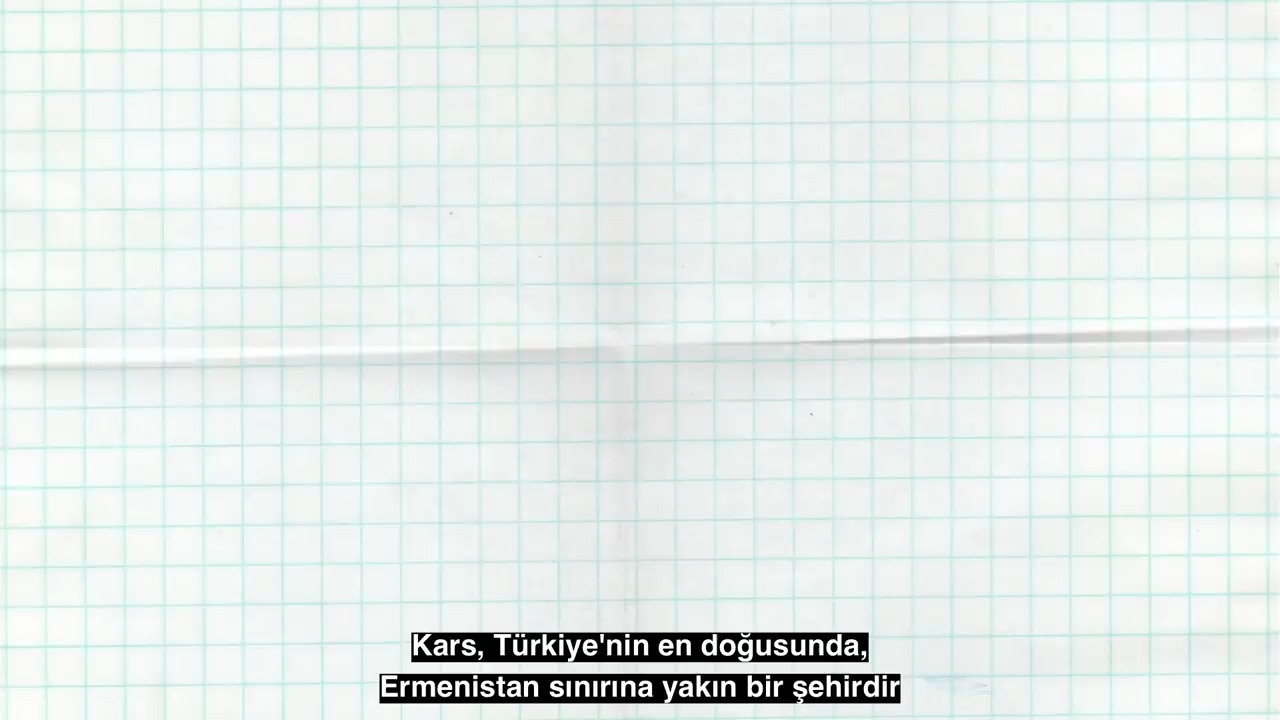 Kars, Türkiye'nin en doğusunda,
Ermenistan sınırına yakın bir şehirdir